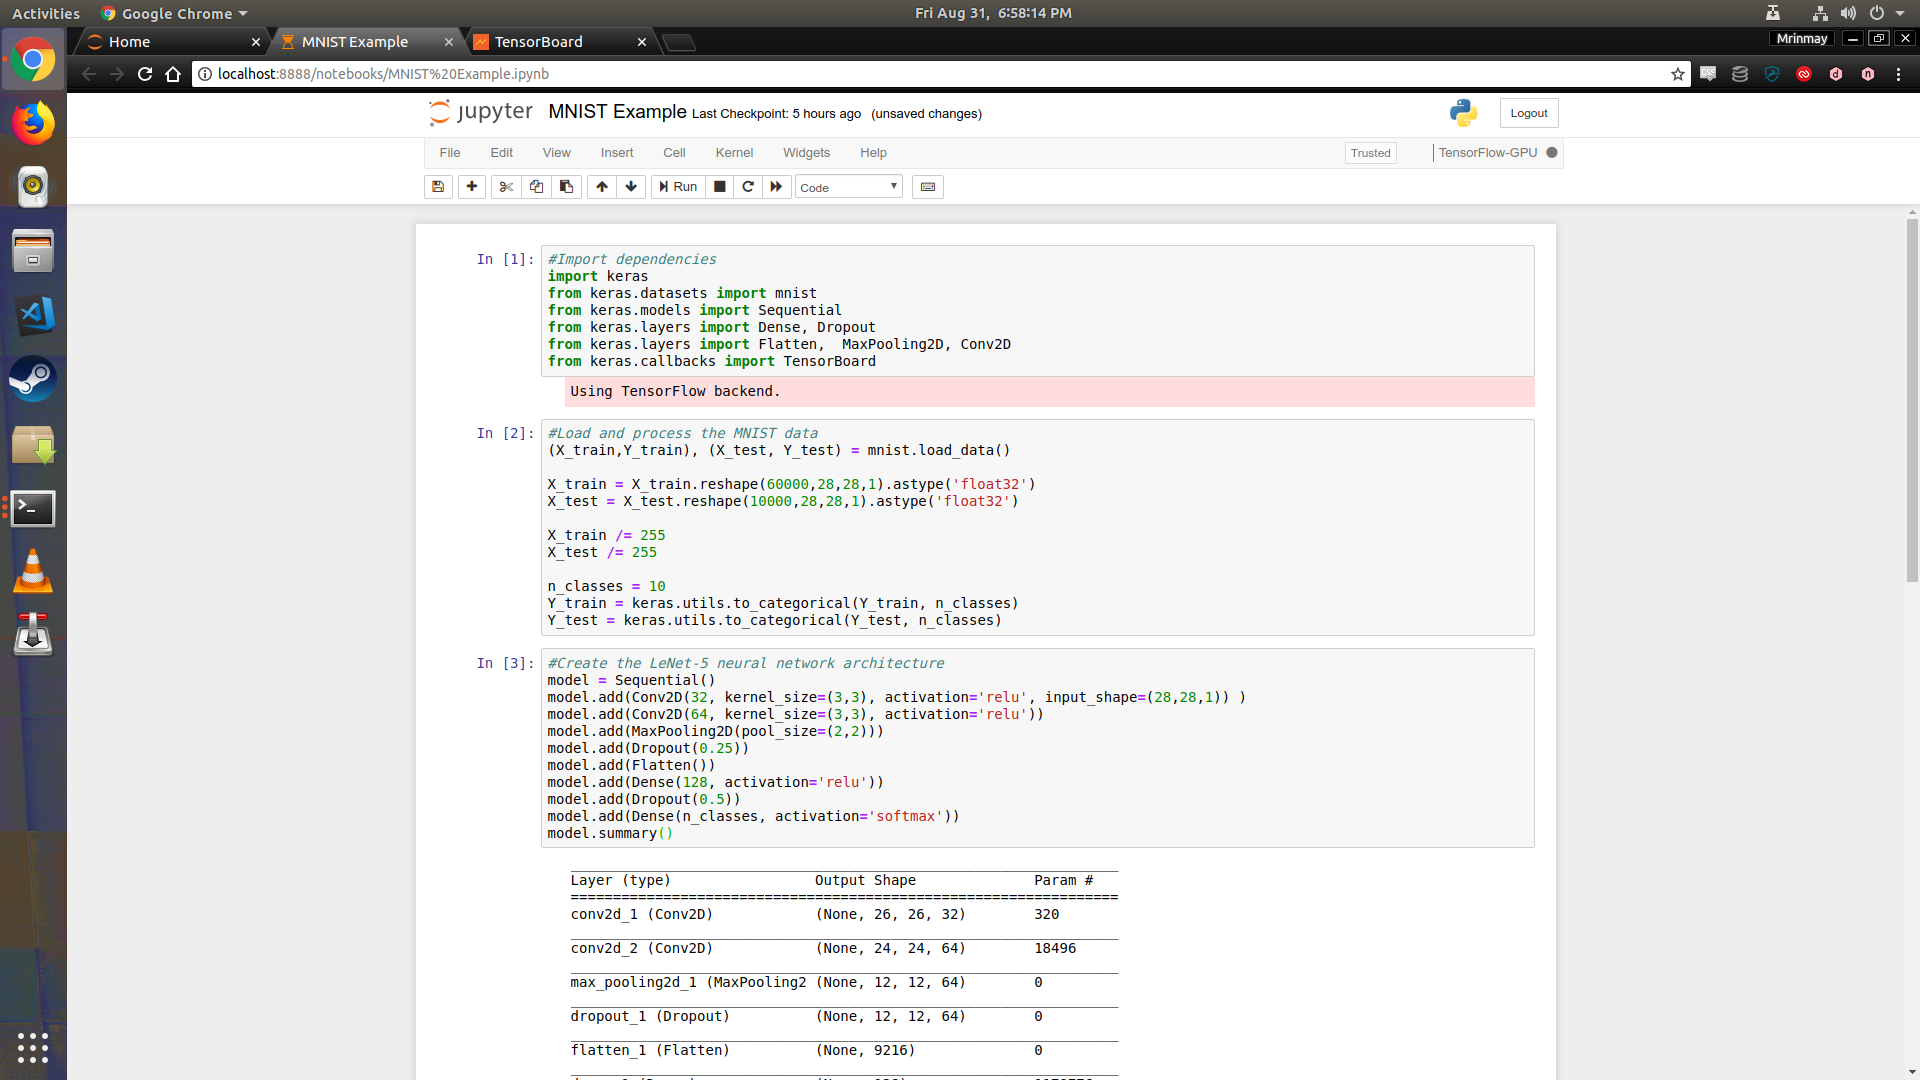 Activities Google Chrome Fri Aug 31, 6:58:14 PM
Home MNIST Example TensorBoard Mrinmay
localhost:8888/notebooks/MNIST%20Example.ipynb
jupyter MNIST Example Last Checkpoint: 5 hours ago (unsaved changes) Logout
File Edit View Insert Cell Kernel Widgets Help Trusted TensorFlow-GPU
Run Code
In [1]: #Import dependencies
import keras
from keras.datasets import mnist
from keras.models import Sequential
from keras.layers import Dense, Dropout
from keras.layers import Flatten,  MaxPooling2D, Conv2D
from keras.callbacks import TensorBoard
Using TensorFlow backend.
In [2]: #Load and process the MNIST data
(X_train,Y_train), (X_test, Y_test) = mnist.load_data()
X_train = X_train.reshape(60000,28,28,1).astype('float32')
X_test = X_test.reshape(10000,28,28,1).astype('float32')
X_train /= 255
X_test /= 255
n_classes = 10
Y_train = keras.utils.to_categorical(Y_train, n_classes)
Y_test = keras.utils.to_categorical(Y_test, n_classes)
In [3]: #Create the LeNet-5 neural network architecture
model = Sequential()
model.add(Conv2D(32, kernel_size=(3,3), activation='relu', input_shape=(28,28,1)) )
model.add(Conv2D(64, kernel_size=(3,3), activation='relu'))
model.add(MaxPooling2D(pool_size=(2,2)))
model.add(Dropout(0.25))
model.add(Flatten())
model.add(Dense(128, activation='relu'))
model.add(Dropout(0.5))
model.add(Dense(n_classes, activation='softmax'))
model.summary()
Layer (type) Output Shape Param #
conv2d_1 (Conv2D) (None, 26, 26, 32) 320
conv2d_2 (Conv2D) (None, 24, 24, 64) 18496
max_pooling2d_1 (MaxPooling2 (None, 12, 12, 64) 0
dropout_1 (Dropout) (None, 12, 12, 64) 0
flatten_1 (Flatten) (None, 9216) 0